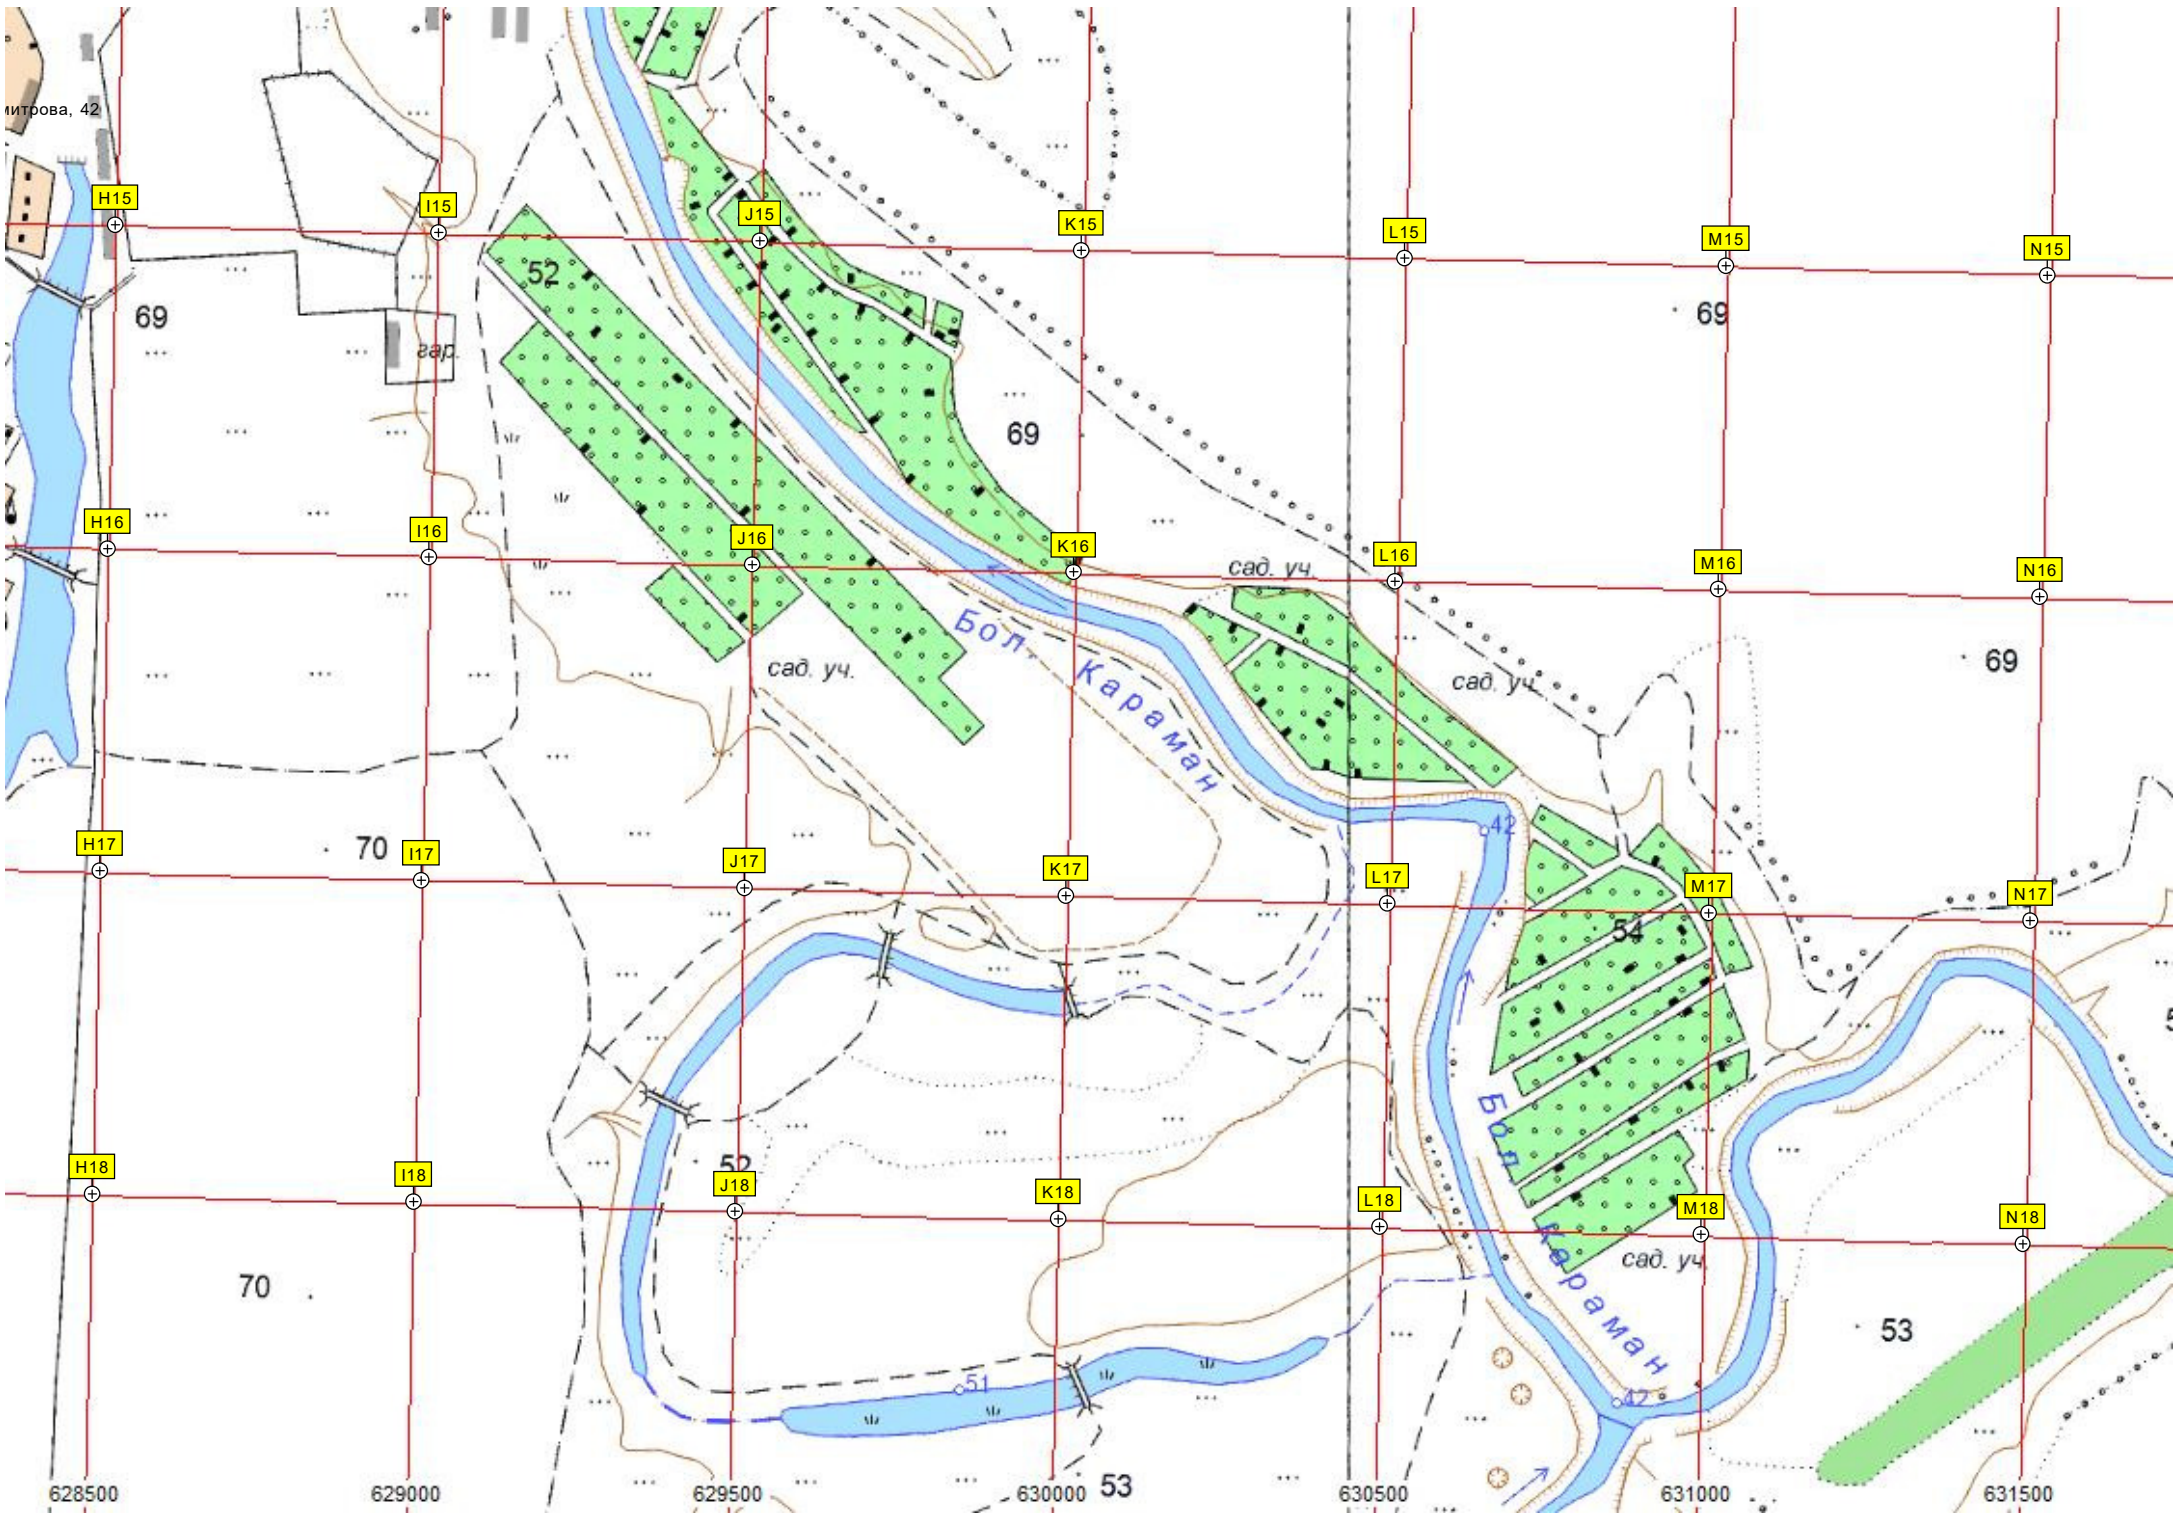 митрова, 42
H15
I15
J15
K15
L15
M15
N15
52
69
69
гар.
69
H16
I16
J16
K16
L16
M16
N16
сад. уч.
Бол. Караман
сад. уч.
сад. уч.
69
42
70
H17
I17
J17
K17
L17
M17
N17
54
Бол. Караман
52
H18
I18
J18
K18
L18
M18
N18
сад. уч.
70
53
51
42
53
628500
629000
629500
630000
630500
631000
631500